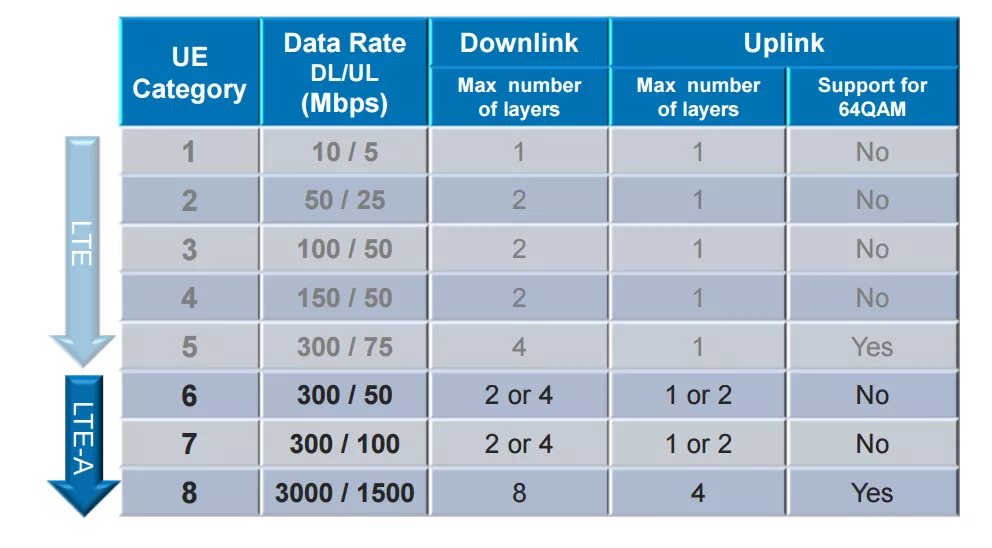 UE Category
Data Rate DL/UL (Mbps)
Downlink
Uplink
Max number of layers
Max number of layers
Support for 64QAM
LTE
1 10 / 5 1 1 No
2 50 / 25 2 1 No
3 100 / 50 2 1 No
4 150 / 50 2 1 No
5 300 / 75 4 1 Yes
LTE-A
6 300 / 50 2 or 4 1 or 2 No
7 300 / 100 2 or 4 1 or 2 No
8 3000 / 1500 8 4 Yes